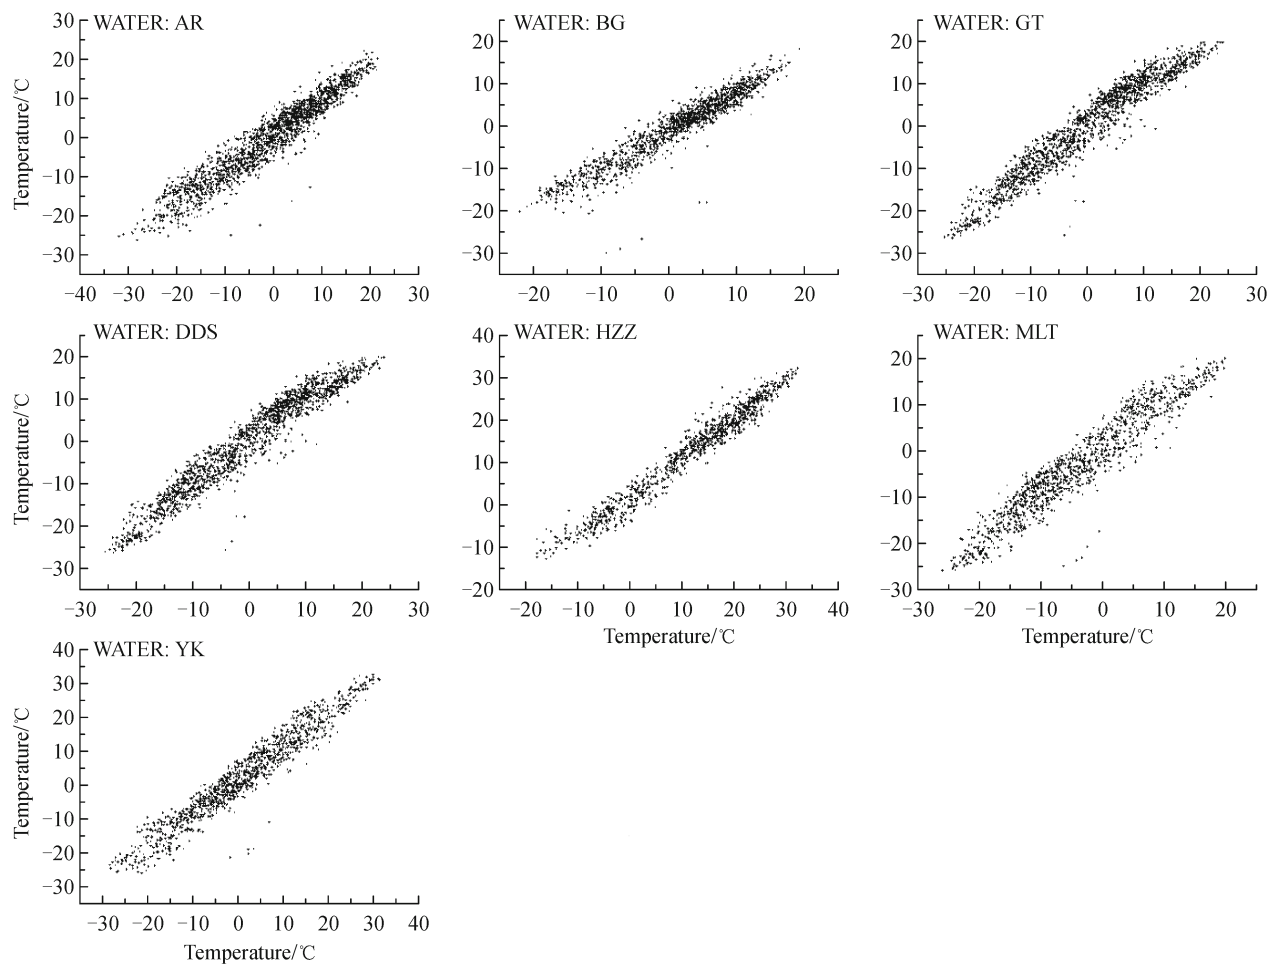 WATER: AR
Temperature/℃
30
20
10
0
−10
−20
−30
−40 −30 −20 −10 0 10 20 30
WATER: BG
20
10
0
−10
−20
−30
−20 −10 0 10 20
WATER: GT
20
10
0
−10
−20
−30
−30 −20 −10 0 10 20 30
WATER: DDS
Temperature/℃
20
10
0
−10
−20
−30
−30 −20 −10 0 10 20 30
WATER: HZZ
40
30
20
10
0
−10
−20
−20 −10 0 10 20 30 40
Temperature/℃
WATER: MLT
20
10
0
−10
−20
−30
−30 −20 −10 0 10 20
Temperature/℃
WATER: YK
Temperature/℃
40
30
20
10
0
−10
−20
−30
−30 −20 −10 0 10 20 30 40
Temperature/℃